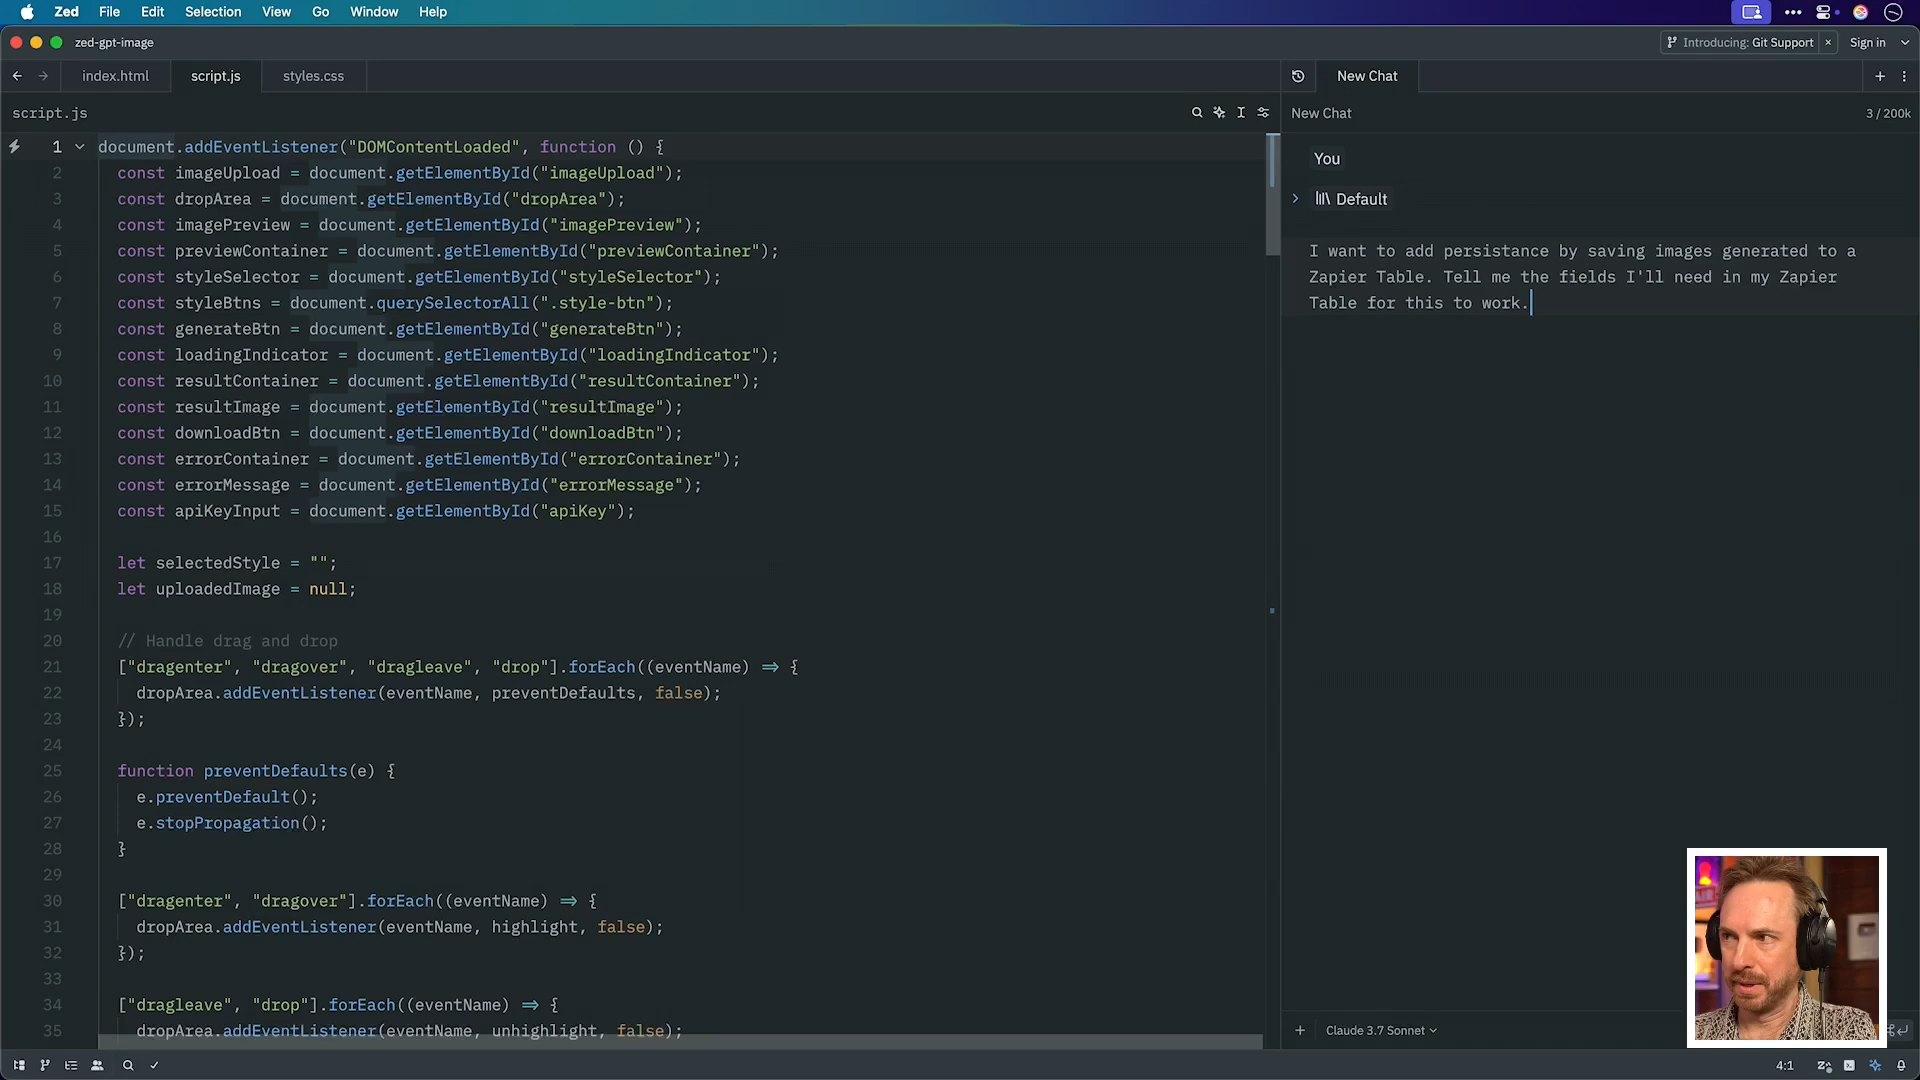 Zed File Edit Selection View Go Window Help
zed-gpt-image
Introducing: Git Support × Sign in
index.html script.js styles.css
New Chat
script.js
New Chat 3 / 200k
1 document.addEventListener("DOMContentLoaded", function () {
2 const imageUpload = document.getElementById("imageUpload");
3 const dropArea = document.getElementById("dropArea");
4 const imagePreview = document.getElementById("imagePreview");
5 const previewContainer = document.getElementById("previewContainer");
6 const styleSelector = document.getElementById("styleSelector");
7 const styleBtns = document.querySelectorAll(".style-btn");
8 const generateBtn = document.getElementById("generateBtn");
9 const loadingIndicator = document.getElementById("loadingIndicator");
10 const resultContainer = document.getElementById("resultContainer");
11 const resultImage = document.getElementById("resultImage");
12 const downloadBtn = document.getElementById("downloadBtn");
13 const errorContainer = document.getElementById("errorContainer");
14 const errorMessage = document.getElementById("errorMessage");
15 const apiKeyInput = document.getElementById("apiKey");
16
17 let selectedStyle = "";
18 let uploadedImage = null;
19
20 // Handle drag and drop
21 ["dragenter", "dragover", "dragleave", "drop"].forEach((eventName) => {
22 dropArea.addEventListener(eventName, preventDefaults, false);
23 });
24
25 function preventDefaults(e) {
26 e.preventDefault();
27 e.stopPropagation();
28 }
29
30 ["dragenter", "dragover"].forEach((eventName) => {
31 dropArea.addEventListener(eventName, highlight, false);
32 });
33
34 ["dragleave", "drop"].forEach((eventName) => {
35 dropArea.addEventListener(eventName, unhighlight, false);
You
Default
I want to add persistance by saving images generated to a
Zapier Table. Tell me the fields I'll need in my Zapier
Table for this to work.
Claude 3.7 Sonnet
4:1